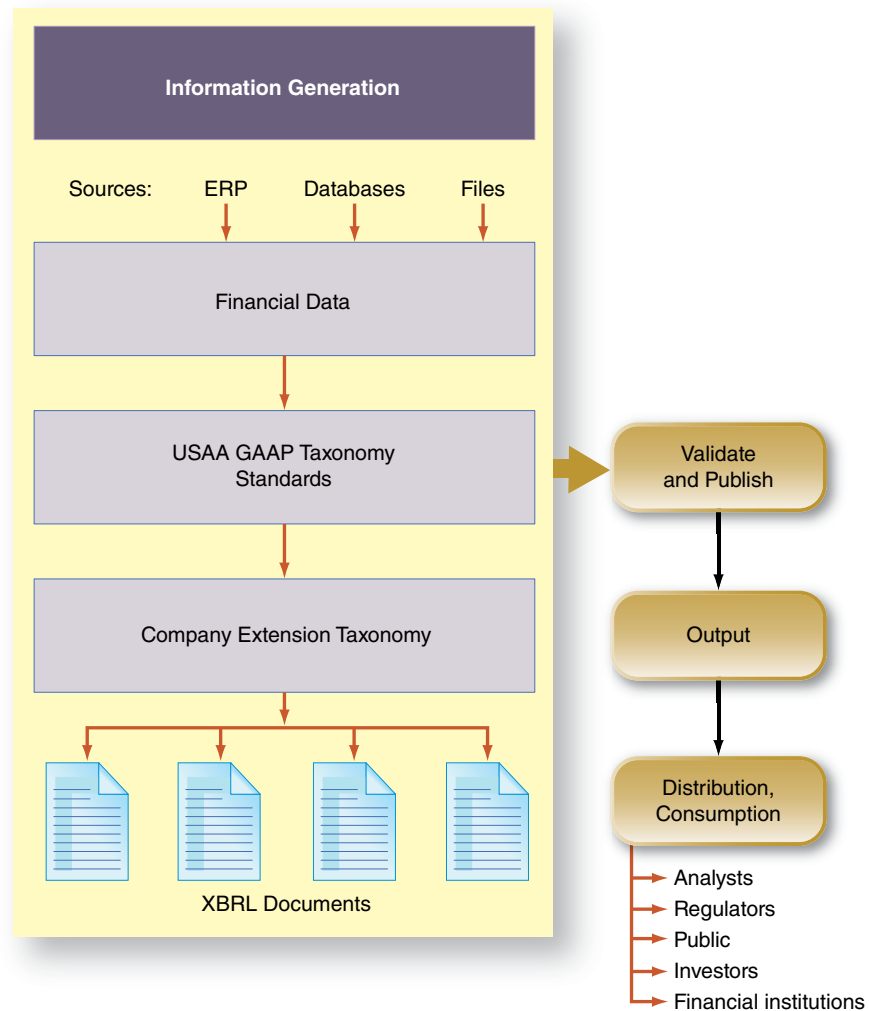 Information Generation
Sources: ERP Databases Files
Financial Data
USAA GAAP Taxonomy
Standards
Company Extension Taxonomy
XBRL Documents
Validate
and Publish
Output
Distribution,
Consumption
Analysts
Regulators
Public
Investors
Financial institutions